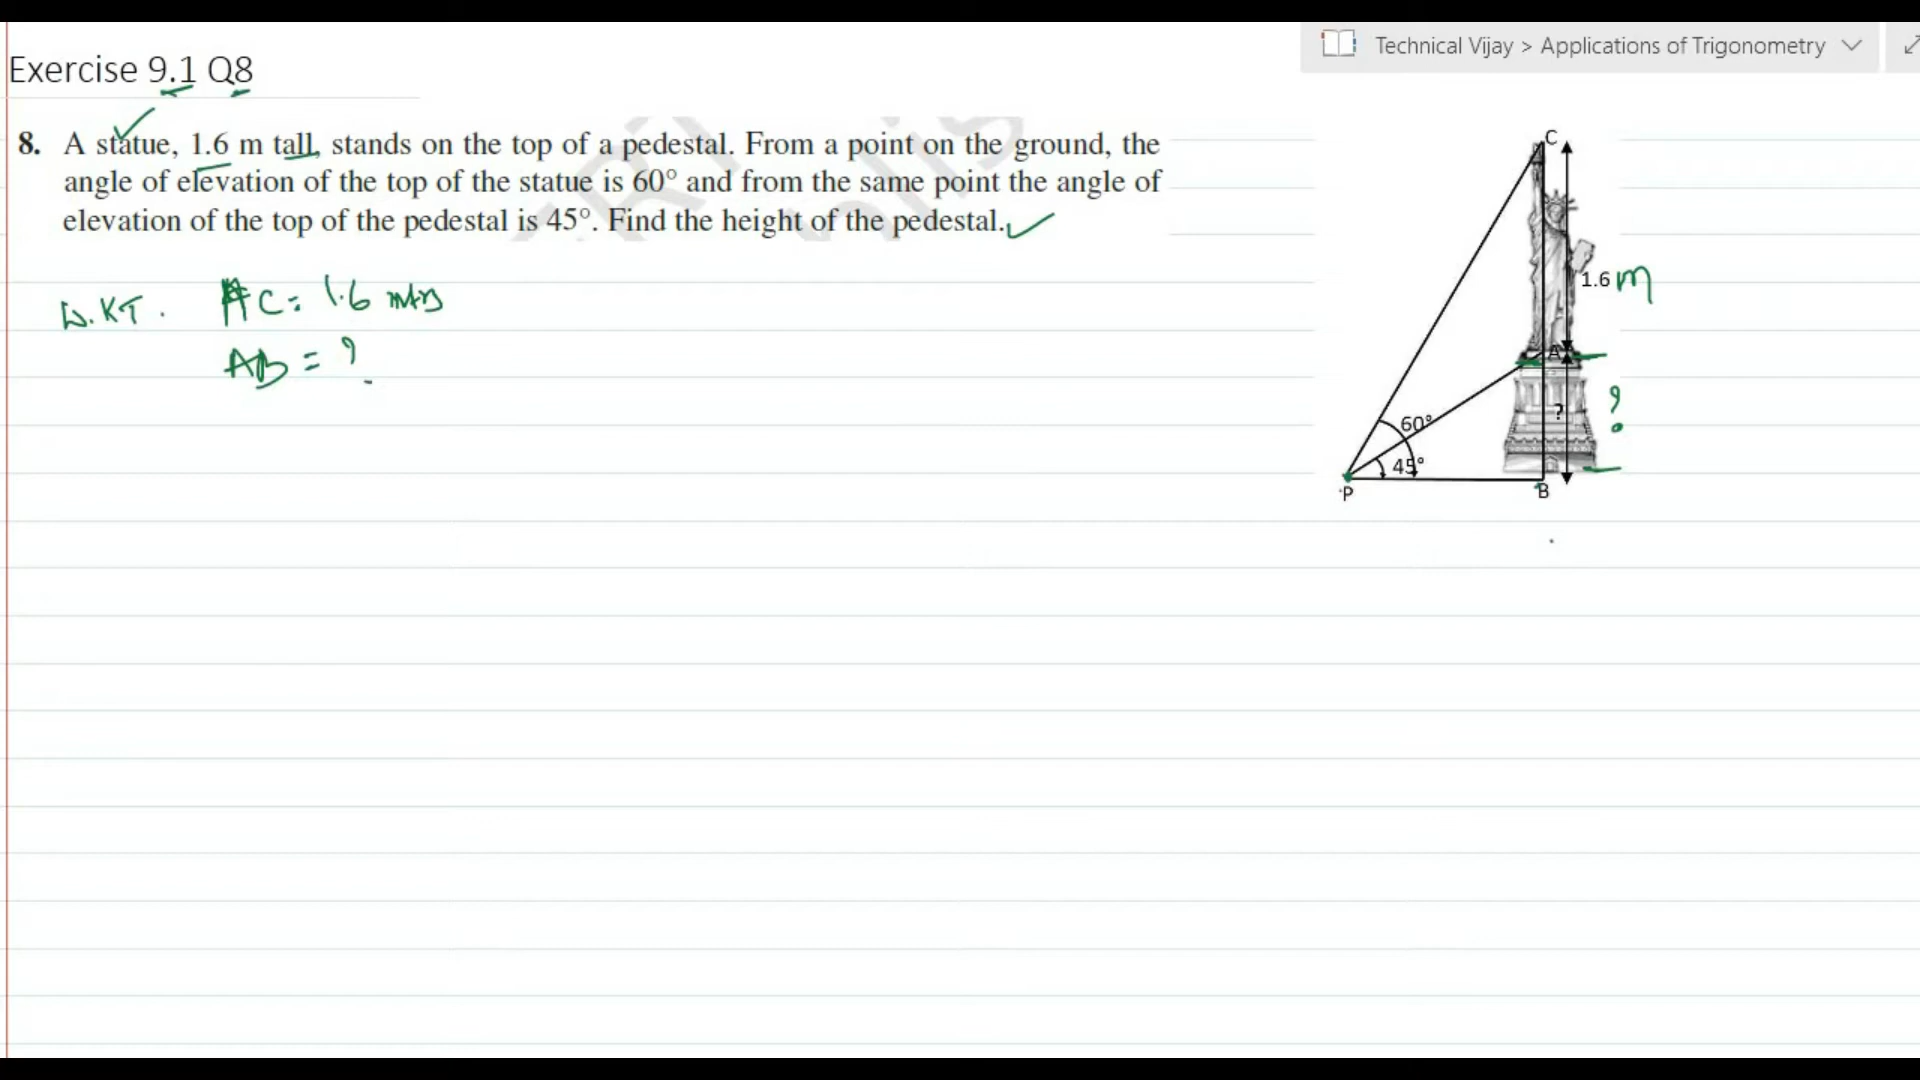 Technical Vijay > Applications of Trigonometry
Exercise 9.1 Q8
8. A statue, 1.6 m tall, stands on the top of a pedestal. From a point on the ground, the
angle of elevation of the top of the statue is 60° and from the same point the angle of
elevation of the top of the pedestal is 45°. Find the height of the pedestal.
W.K.T. AC = 1.6 mtrs
AB = ?
C
1.6 m
A
?
?
60°
45°
P
B